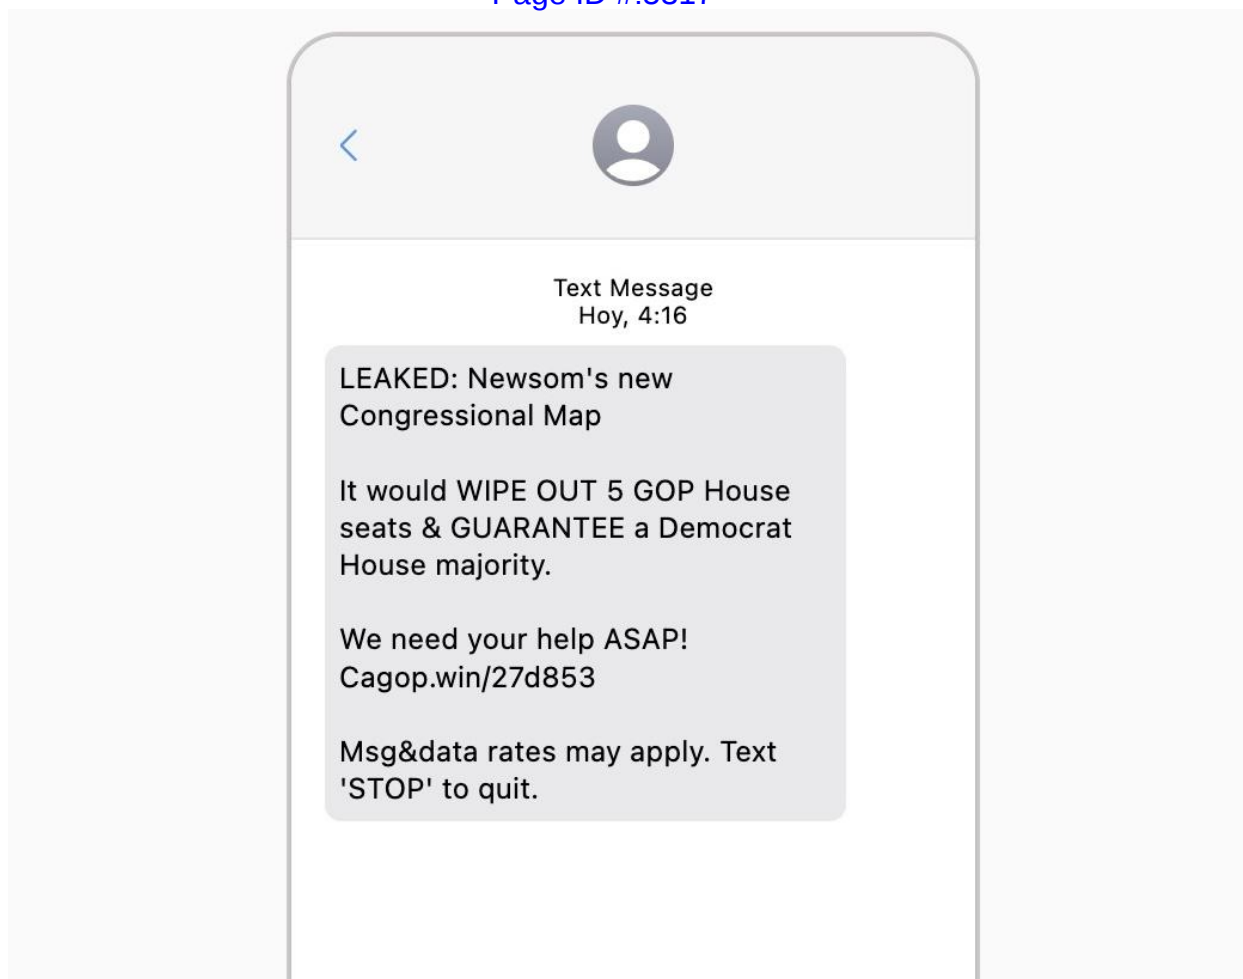 Text Message
Hoy, 4:16
LEAKED: Newsom's new
Congressional Map
It would WIPE OUT 5 GOP House
seats & GUARANTEE a Democrat
House majority.
We need your help ASAP!
Cagop.win/27d853
Msg&data rates may apply. Text
'STOP' to quit.